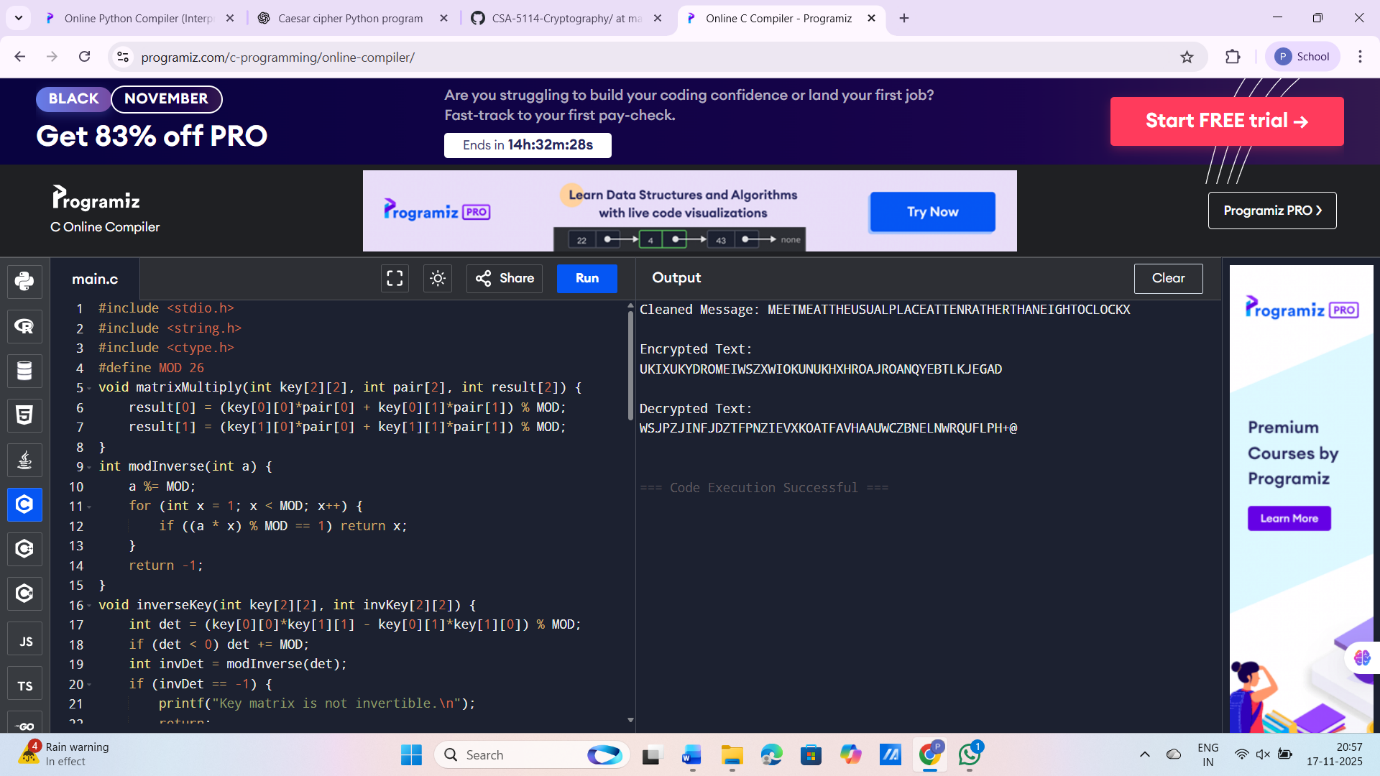 Online Python Compiler (Interp
Caesar cipher Python program
CSA-5114-Cryptography/ at ma
Online C Compiler - Programiz
programiz.com/c-programming/online-compiler/
P School
BLACK NOVEMBER
Get 83% off PRO
Are you struggling to build your coding confidence or land your first job?
Fast-track to your first pay-check.
Ends in 14h:32m:28s
Start FREE trial →
Programiz
C Online Compiler
Programiz PRO
Learn Data Structures and Algorithms
with live code visualizations
22 4 43 none
Try Now
Programiz PRO >
main.c
Share
Run
Output
Clear
1 #include <stdio.h>
2 #include <string.h>
3 #include <ctype.h>
4 #define MOD 26
5 void matrixMultiply(int key[2][2], int pair[2], int result[2]) {
6 result[0] = (key[0][0]*pair[0] + key[0][1]*pair[1]) % MOD;
7 result[1] = (key[1][0]*pair[0] + key[1][1]*pair[1]) % MOD;
8 }
9 int modInverse(int a) {
10 a %= MOD;
11 for (int x = 1; x < MOD; x++) {
12 if ((a * x) % MOD == 1) return x;
13 }
14 return -1;
15 }
16 void inverseKey(int key[2][2], int invKey[2][2]) {
17 int det = (key[0][0]*key[1][1] - key[0][1]*key[1][0]) % MOD;
18 if (det < 0) det += MOD;
19 int invDet = modInverse(det);
20 if (invDet == -1) {
21 printf("Key matrix is not invertible.\n");
22 return;
Cleaned Message: MEETMEATTHEUSUALPLACEATTENRATHERTHANEIGHTOCLOCKX
Encrypted Text:
UKIXUKYDROMEIWSZXWIOKUNUKHXHROAJROANQYEBTLKJEGAD
Decrypted Text:
WSJPZJINFJDZTFPNZIEVXKOATFAVHAAUWCZBNELNWRQUFLPH+@
=== Code Execution Successful ===
Programiz PRO
Premium
Courses by
Programiz
Learn More
JS
TS
GO
4
Rain warning
In effect
Search
P
1
ENG
IN
20:57
17-11-2025